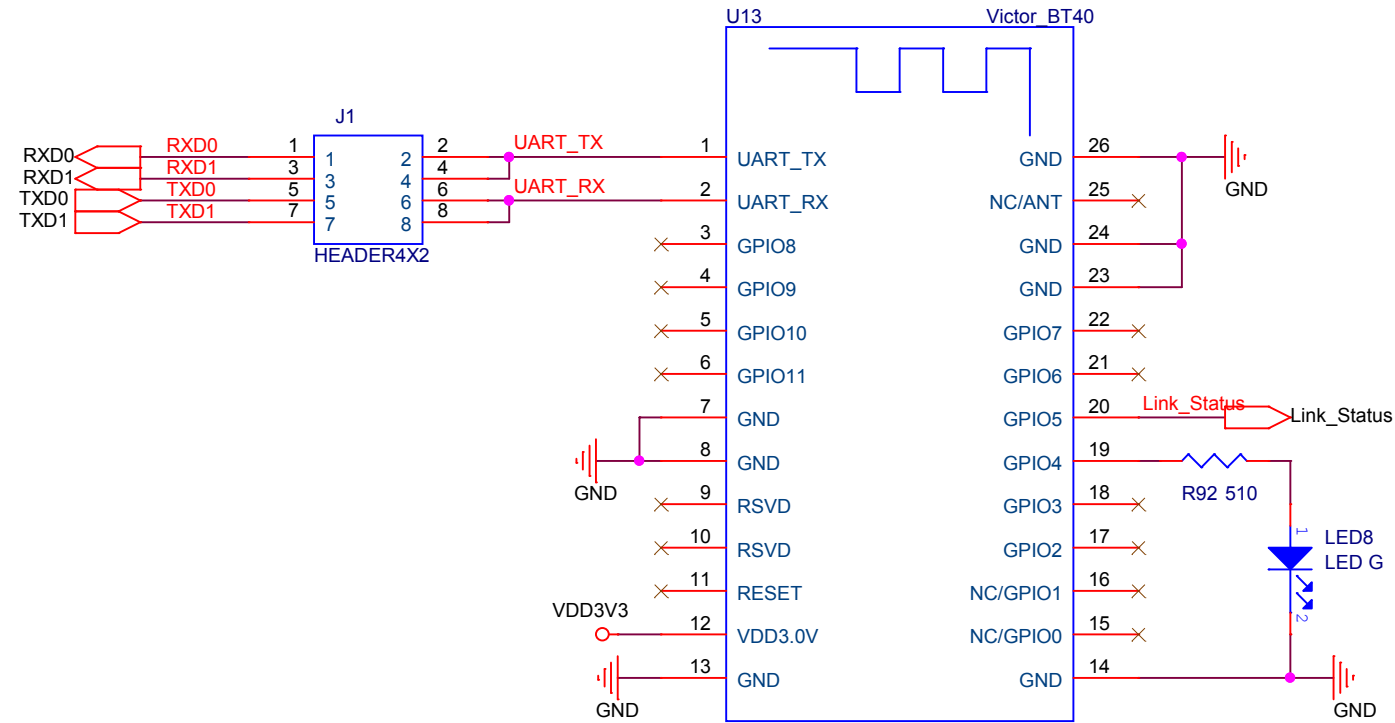 U13 Victor_BT40
J1
RXD0 RXD0 1 1 2 2 UART_TX 1 UART_TX GND 26
RXD1 RXD1 3 3 4 4
TXD0 TXD0 5 5 6 6 UART_RX 2 UART_RX NC/ANT 25 GND
TXD1 TXD1 7 7 8 8
HEADER4X2
3 GPIO8 GND 24
4 GPIO9 GND 23
5 GPIO10 GPIO7 22
6 GPIO11 GPIO6 21
7 GND GPIO5 20 Link_Status Link_Status
8 GND GPIO4 19
GND R92 510
9 RSVD GPIO3 18
10 RSVD GPIO2 17 1 LED8
LED G
11 RESET NC/GPIO1 16
VDD3V3
12 VDD3.0V NC/GPIO0 15 2
13 GND GND 14
GND GND